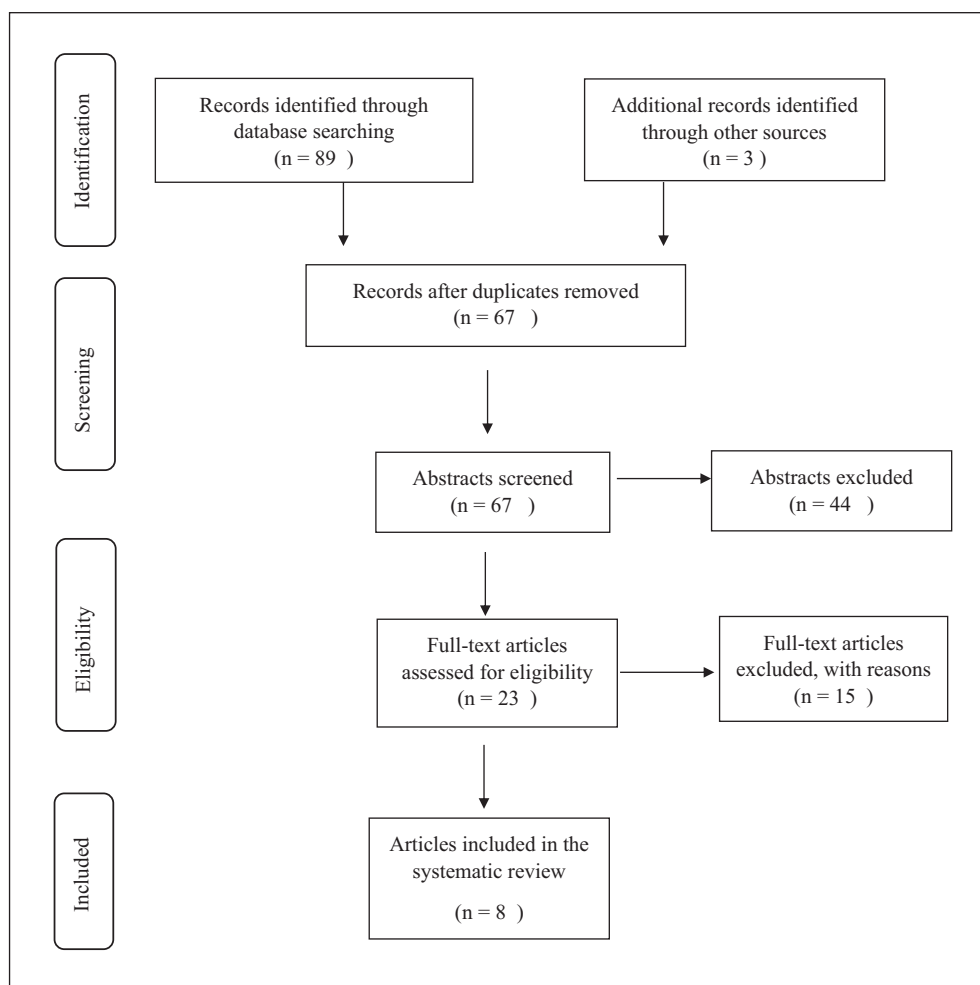 Identification
Records identified through
database searching
(n = 89 )
Additional records identified
through other sources
(n = 3 )
Screening
Records after duplicates removed
(n = 67 )
Abstracts screened
(n = 67 )
Abstracts excluded
(n = 44 )
Eligibility
Full-text articles
assessed for eligibility
(n = 23 )
Full-text articles
excluded, with reasons
(n = 15 )
Included
Articles included in the
systematic review
(n = 8 )